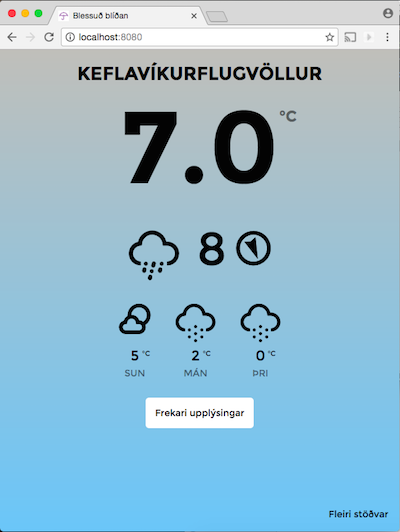 Blessuð blíðan
localhost:8080
KEFLAVÍKURFLUGVÖLLUR
7.0 °C
8
5 °C 2 °C 0 °C
SUN MÁN ÞRI
Frekari upplýsingar
Fleiri stöðvar